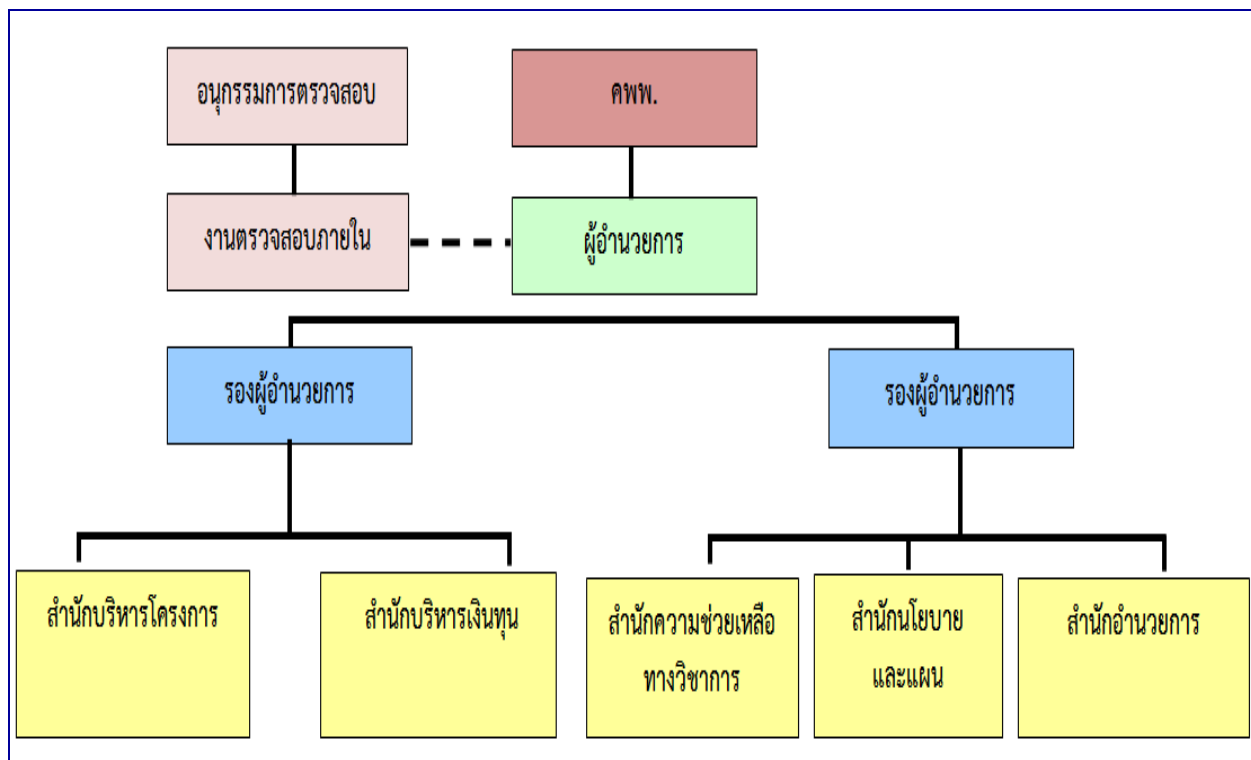 อนุกรรมการตรวจสอบ
คพพ.
งานตรวจสอบภายใน
ผู้อำนวยการ
รองผู้อำนวยการ
รองผู้อำนวยการ
สำนักบริหารโครงการ
สำนักบริหารเงินทุน
สำนักความช่วยเหลือ
ทางวิชาการ
สำนักนโยบาย
และแผน
สำนักอำนวยการ